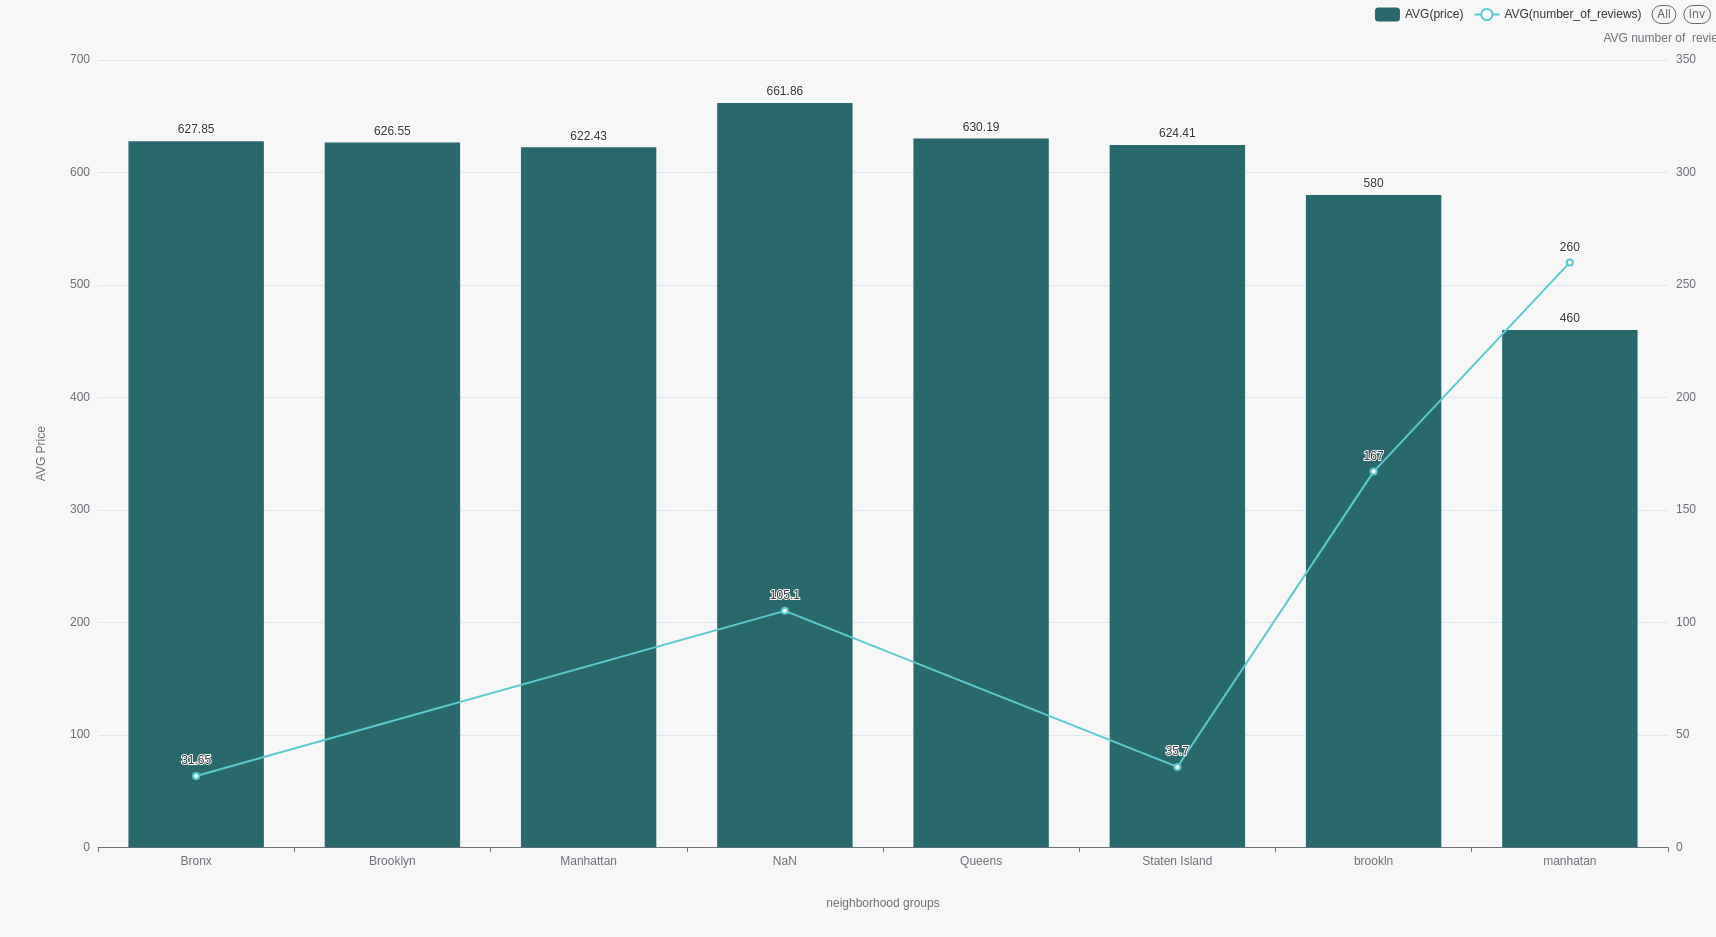 AVG(price) AVG(number_of_reviews) All Inv
AVG number of revie
700 350
661.86
627.85 626.55 622.43 630.19 624.41
600 300
580
260
500 250
460
400 200
AVG Price
167
300 150
105.1
200 100
31.65 35.7
100 50
0 0
Bronx Brooklyn Manhattan NaN Queens Staten Island brookln manhatan
neighborhood groups